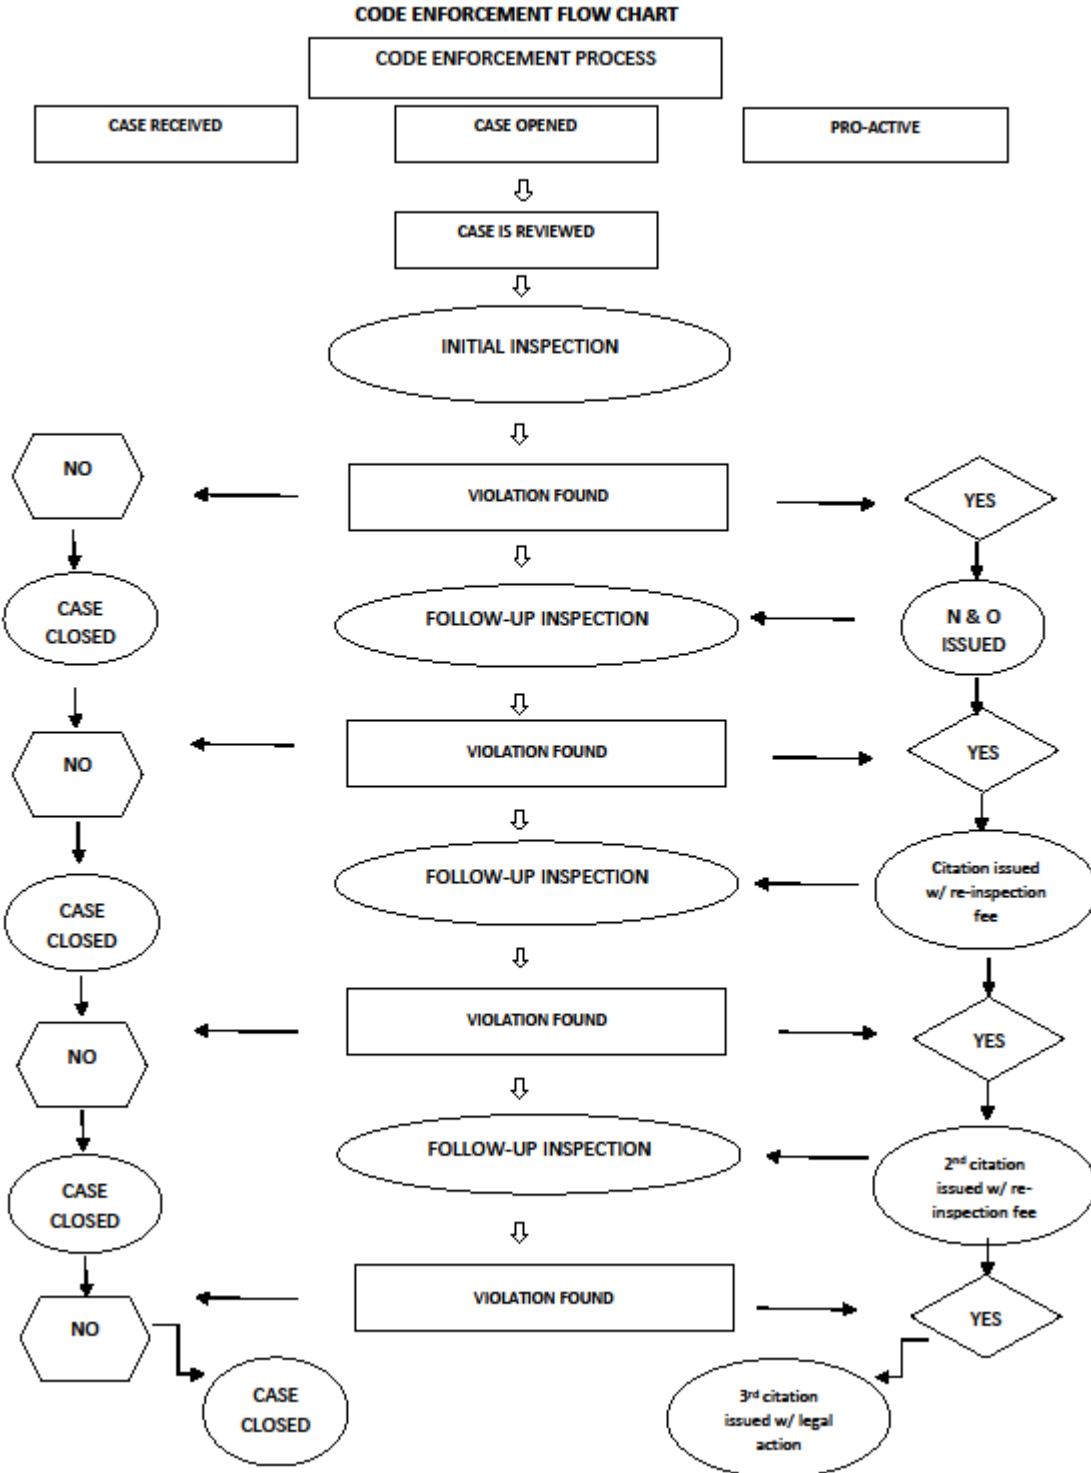 CODE ENFORCEMENT FLOW CHART
CODE ENFORCEMENT PROCESS
CASE RECEIVED
CASE OPENED
PRO-ACTIVE
CASE IS REVIEWED
INITIAL INSPECTION
NO
VIOLATION FOUND
YES
CASE
CLOSED
FOLLOW-UP INSPECTION
N & O
ISSUED
NO
VIOLATION FOUND
YES
CASE
CLOSED
FOLLOW-UP INSPECTION
Citation issued
w/ re-inspection
fee
NO
VIOLATION FOUND
YES
CASE
CLOSED
FOLLOW-UP INSPECTION
2nd citation
issued w/ re-
inspection fee
NO
VIOLATION FOUND
YES
CASE
CLOSED
3rd citation
issued w/ legal
action